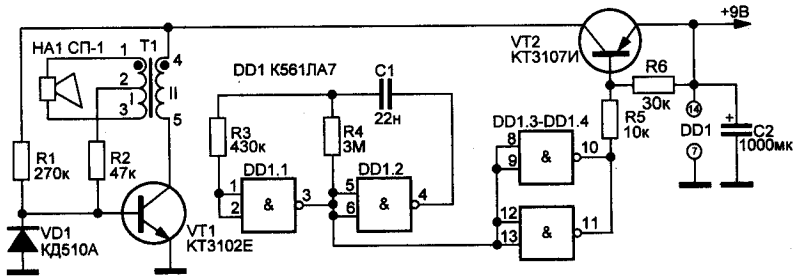 +9В
НА1 СП-1
T1
1
2
3
4
5
I
II
VT2
КТ3107И
R6
30к
R5
10к
14
DD1
7
+
C2
1000мк
DD1 К561ЛА7
C1
22н
R3
430к
R4
3М
R1
270к
R2
47к
VD1
КД510А
VT1
КТ3102Е
DD1.1
1
2
&
3
DD1.2
5
6
&
4
DD1.3-DD1.4
8
9
&
10
12
13
&
11